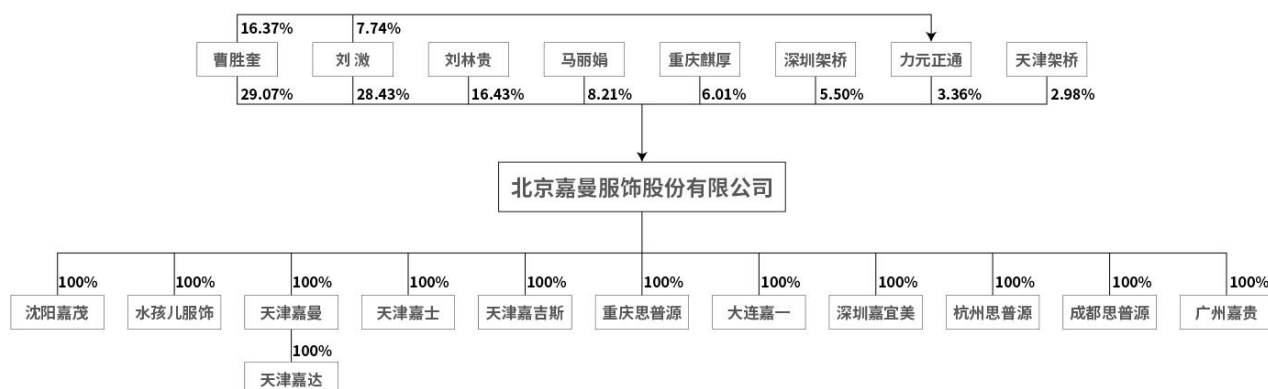 16.37% 7.74%
曹胜奎 刘 溦 刘林贵 马丽娟 重庆麒厚 深圳架桥 力元正通 天津架桥
29.07% 28.43% 16.43% 8.21% 6.01% 5.50% 3.36% 2.98%
北京嘉曼服饰股份有限公司
100% 100% 100% 100% 100% 100% 100% 100% 100% 100% 100%
沈阳嘉茂 水孩儿服饰 天津嘉曼 天津嘉士 天津嘉吉斯 重庆思普源 大连嘉一 深圳嘉宜美 杭州思普源 成都思普源 广州嘉贵
100%
天津嘉达